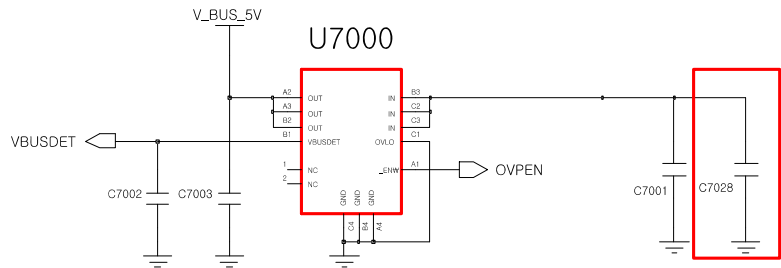 V_BUS_5V
U7000
A2 OUT IN B3
A3 OUT IN C2
B2 OUT IN C3
VBUSDET B1 VBUSDET OVLO C1
1 NC _ENW A1 OVPEN
2 NC
C7002 C7003 C7001 C7028
GND GND GND
C4 B4 A4